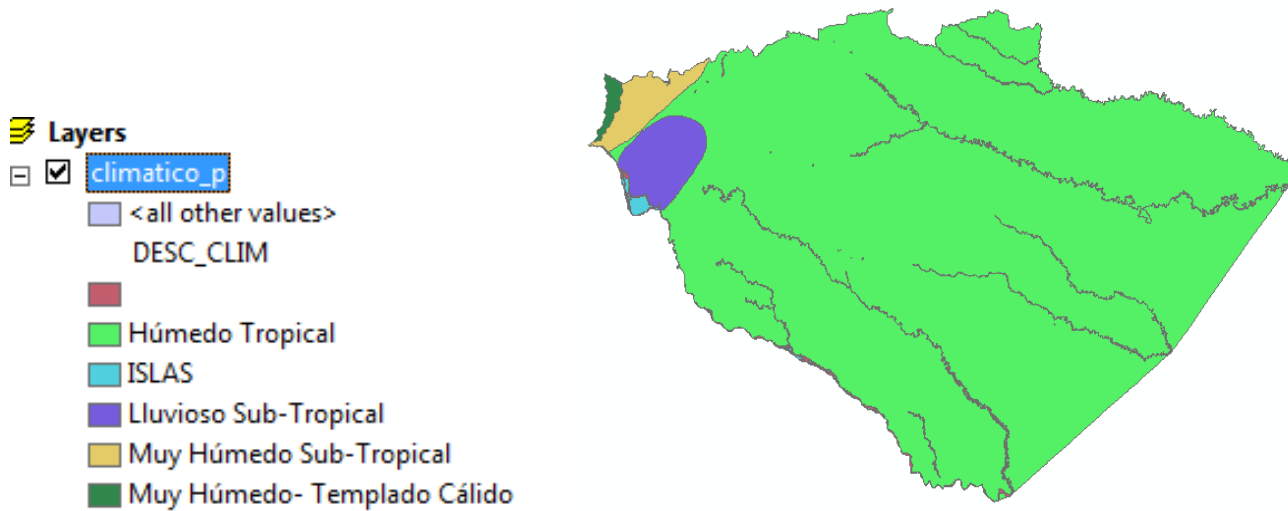 Layers
climatico_p
<all other values>
DESC_CLIM
Húmedo Tropical
ISLAS
Lluvioso Sub-Tropical
Muy Húmedo Sub-Tropical
Muy Húmedo- Templado Cálido